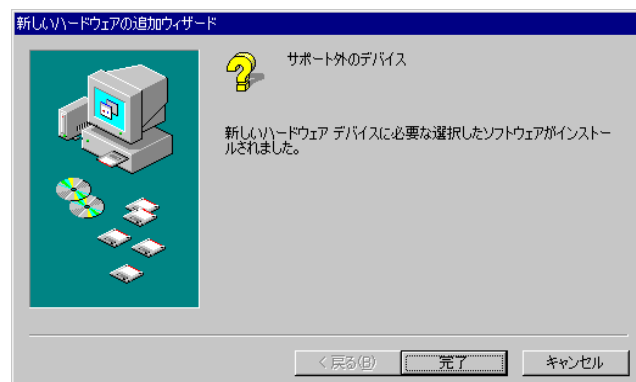 新しいハードウェアの追加ウィザード
サポート外のデバイス
新しいハードウェア デバイスに必要な選択したソフトウェアがインストー
ルされました。
< 戻る(B)
完了
キャンセル